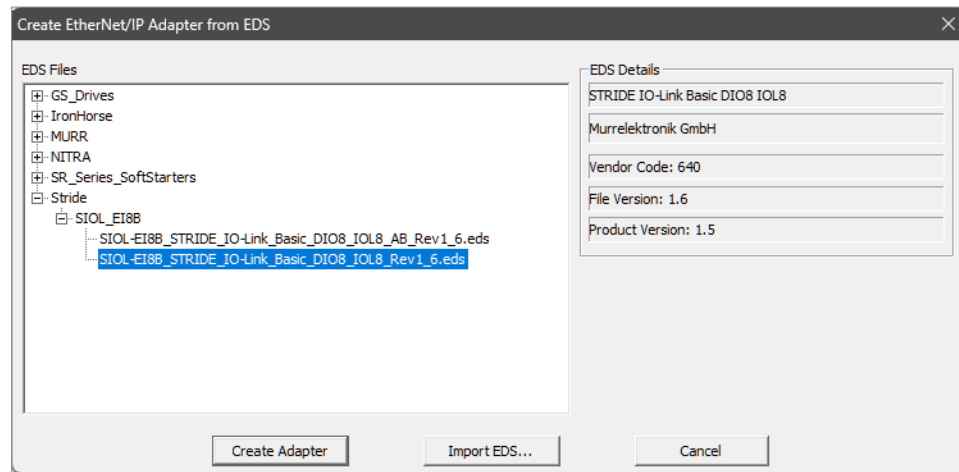 Create EtherNet/IP Adapter from EDS
EDS Files
GS_Drives
IronHorse
MURR
NITRA
SR_Series_SoftStarters
Stride
SIOL_EI8B
SIOL-EI8B_STRIDE_IO-Link_Basic_DIO8_IOL8_AB_Rev1_6.eds
SIOL-EI8B_STRIDE_IO-Link_Basic_DIO8_IOL8_Rev1_6.eds
EDS Details
STRIDE IO-Link Basic DIO8 IOL8
Murrelektronik GmbH
Vendor Code: 640
File Version: 1.6
Product Version: 1.5
Create Adapter
Import EDS...
Cancel